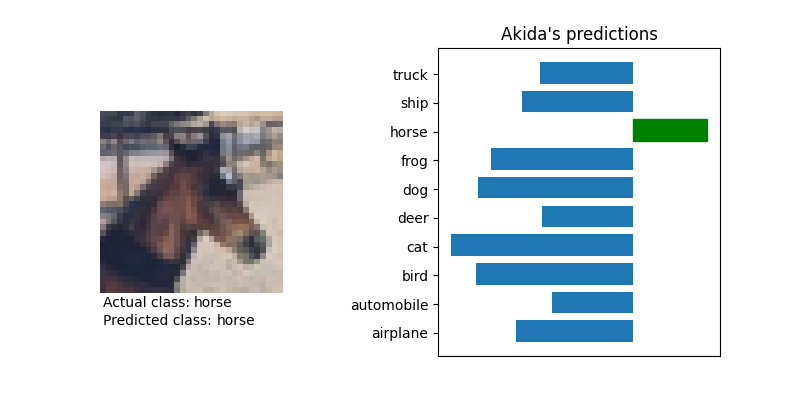 Akida's predictions
truck
ship
horse
frog
dog
deer
cat
bird
automobile
airplane
Actual class: horse
Predicted class: horse